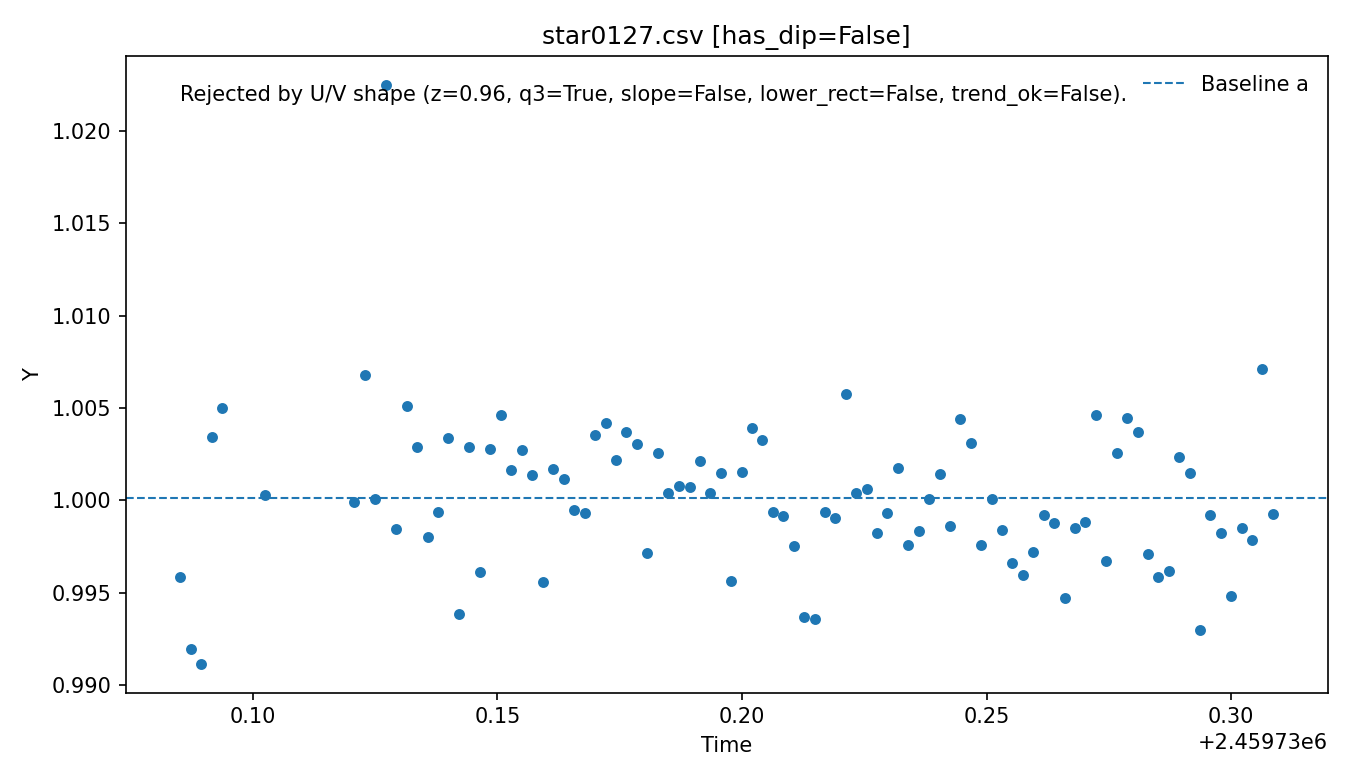 star0127.csv [has_dip=False]
Rejected by U/V shape (z=0.96, q3=True, slope=False, lower_rect=False, trend_ok=False).
Baseline a
1.020
1.015
1.010
1.005
1.000
0.995
0.990
Y
0.10 0.15 0.20 0.25 0.30
Time
+2.45973e6